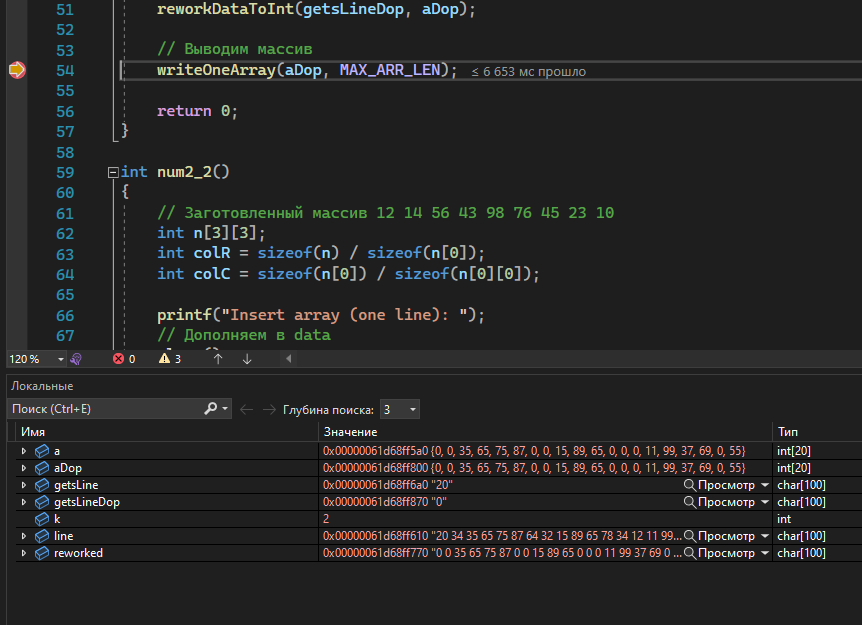 51 reworkDataToInt(getsLineDop, aDop);
52
53 // Выводим массив
54 writeOneArray(aDop, MAX_ARR_LEN); ≤ 6 653 мс прошло
55
56 return 0;
57 }
58
59 int num2_2()
60 {
61 // Заготовленный массив 12 14 56 43 98 76 45 23 10
62 int n[3][3];
63 int colR = sizeof(n) / sizeof(n[0]);
64 int colC = sizeof(n[0]) / sizeof(n[0][0]);
65
66 printf("Insert array (one line): ");
67 // Дополняем в data
120 % 0 3
Локальные
Поиск (Ctrl+E) Глубина поиска: 3
Имя Значение Тип
a 0x00000061d68ff5a0 {0, 0, 35, 65, 75, 87, 0, 0, 15, 89, 65, 0, 0, 0, 11, 99, 37, 69, 0, 55} int[20]
aDop 0x00000061d68ff800 {0, 0, 35, 65, 75, 87, 0, 0, 15, 89, 65, 0, 0, 0, 11, 99, 37, 69, 0, 55} int[20]
getsLine 0x00000061d68ff6a0 "20" Просмотр char[100]
getsLineDop 0x00000061d68ff870 "0" Просмотр char[100]
k 2 int
line 0x00000061d68ff610 "20 34 35 65 75 87 64 32 15 89 65 78 34 12 11 99... Просмотр char[100]
reworked 0x00000061d68ff770 "0 0 35 65 75 87 0 0 15 89 65 0 0 0 11 99 37 69 0 ... Просмотр char[100]